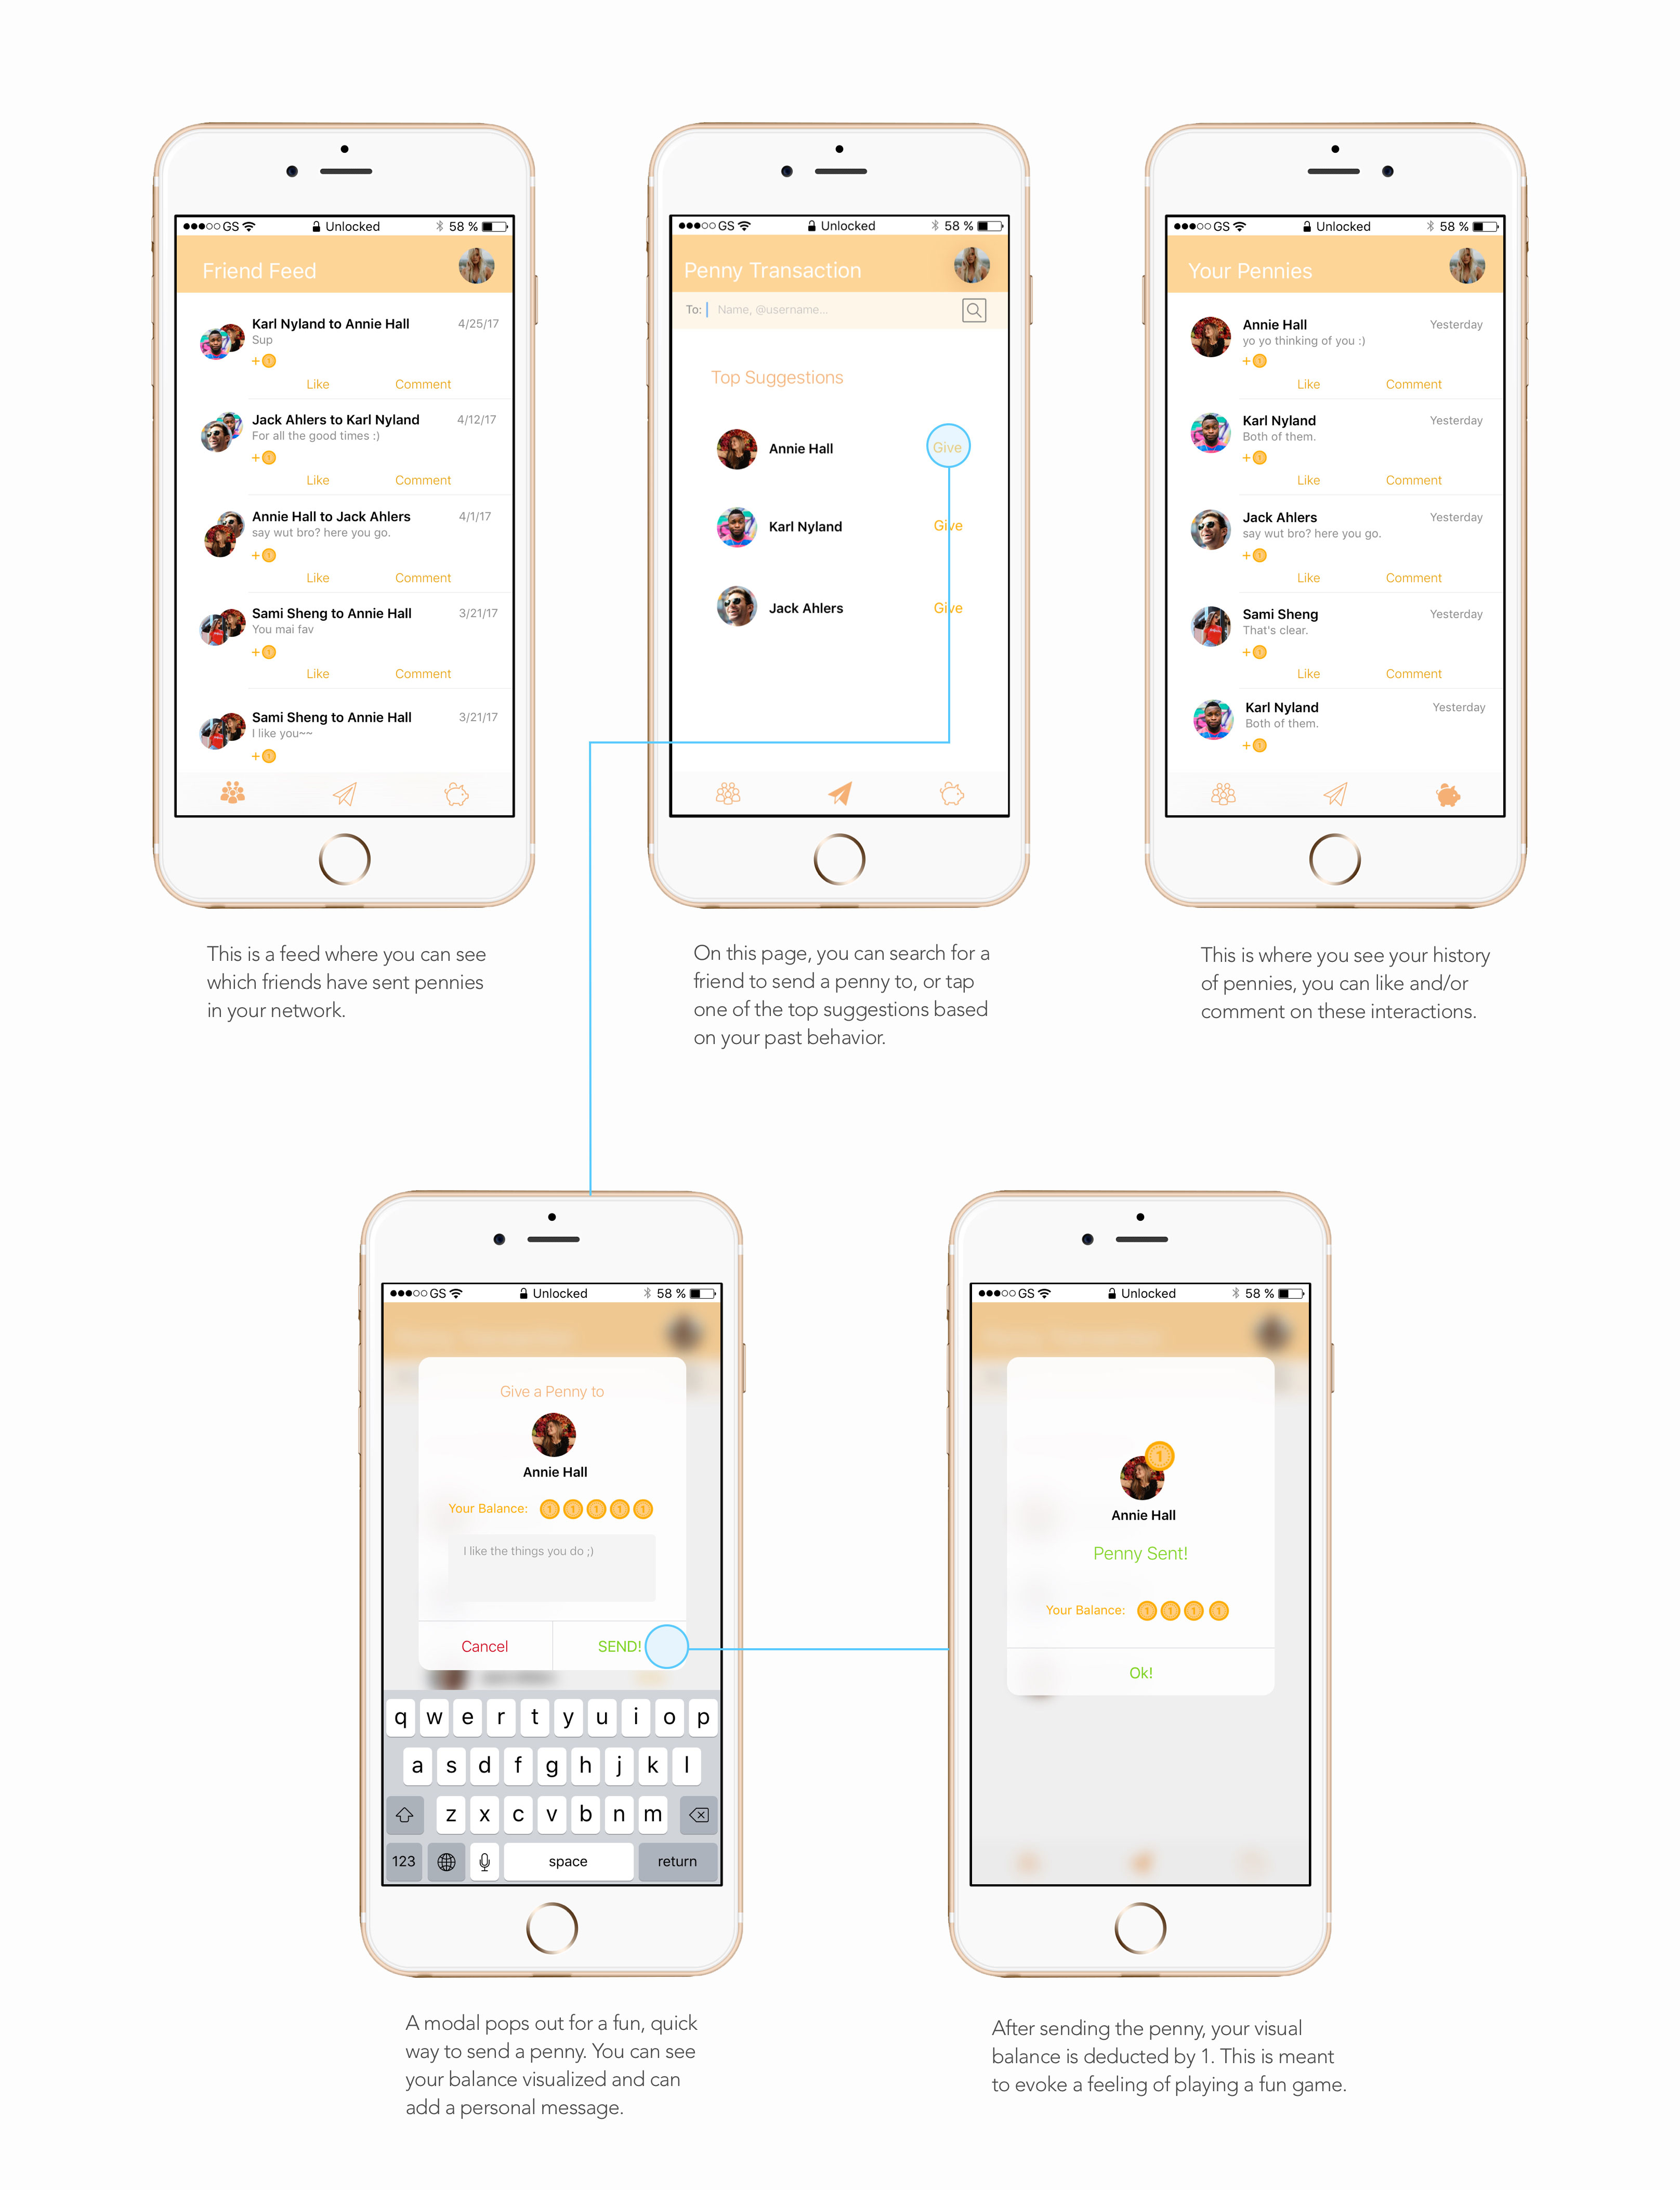 GS Unlocked 58 %
Friend Feed
Karl Nyland to Annie Hall 4/25/17
Sup
+1
Like Comment
Jack Ahlers to Karl Nyland 4/12/17
For all the good times :)
+1
Like Comment
Annie Hall to Jack Ahlers 4/1/17
say wut bro? here you go.
+1
Like Comment
Sami Sheng to Annie Hall 3/21/17
You mai fav
+1
Like Comment
Sami Sheng to Annie Hall 3/21/17
I like you~~
+1
This is a feed where you can see
which friends have sent pennies
in your network.
GS Unlocked 58 %
Penny Transaction
To: Name, @username...
Top Suggestions
Annie Hall Give
Karl Nyland Give
Jack Ahlers Give
On this page, you can search for a
friend to send a penny to, or tap
one of the top suggestions based
on your past behavior.
GS Unlocked 58 %
Your Pennies
Annie Hall Yesterday
yo yo thinking of you :)
+1
Like Comment
Karl Nyland Yesterday
Both of them.
+1
Like Comment
Jack Ahlers Yesterday
say wut bro? here you go.
+1
Like Comment
Sami Sheng Yesterday
That's clear.
+1
Like Comment
Karl Nyland Yesterday
Both of them.
+1
This is where you see your history
of pennies, you can like and/or
comment on these interactions.
GS Unlocked 58 %
Give a Penny to
Annie Hall
Your Balance: 1 1 1 1 1
I like the things you do ;)
Cancel SEND!
q w e r t y u i o p
a s d f g h j k l
z x c v b n m
123 space return
A modal pops out for a fun, quick
way to send a penny. You can see
your balance visualized and can
add a personal message.
GS Unlocked 58 %
1
Annie Hall
Penny Sent!
Your Balance: 1 1 1 1
Ok!
After sending the penny, your visual
balance is deducted by 1. This is meant
to evoke a feeling of playing a fun game.